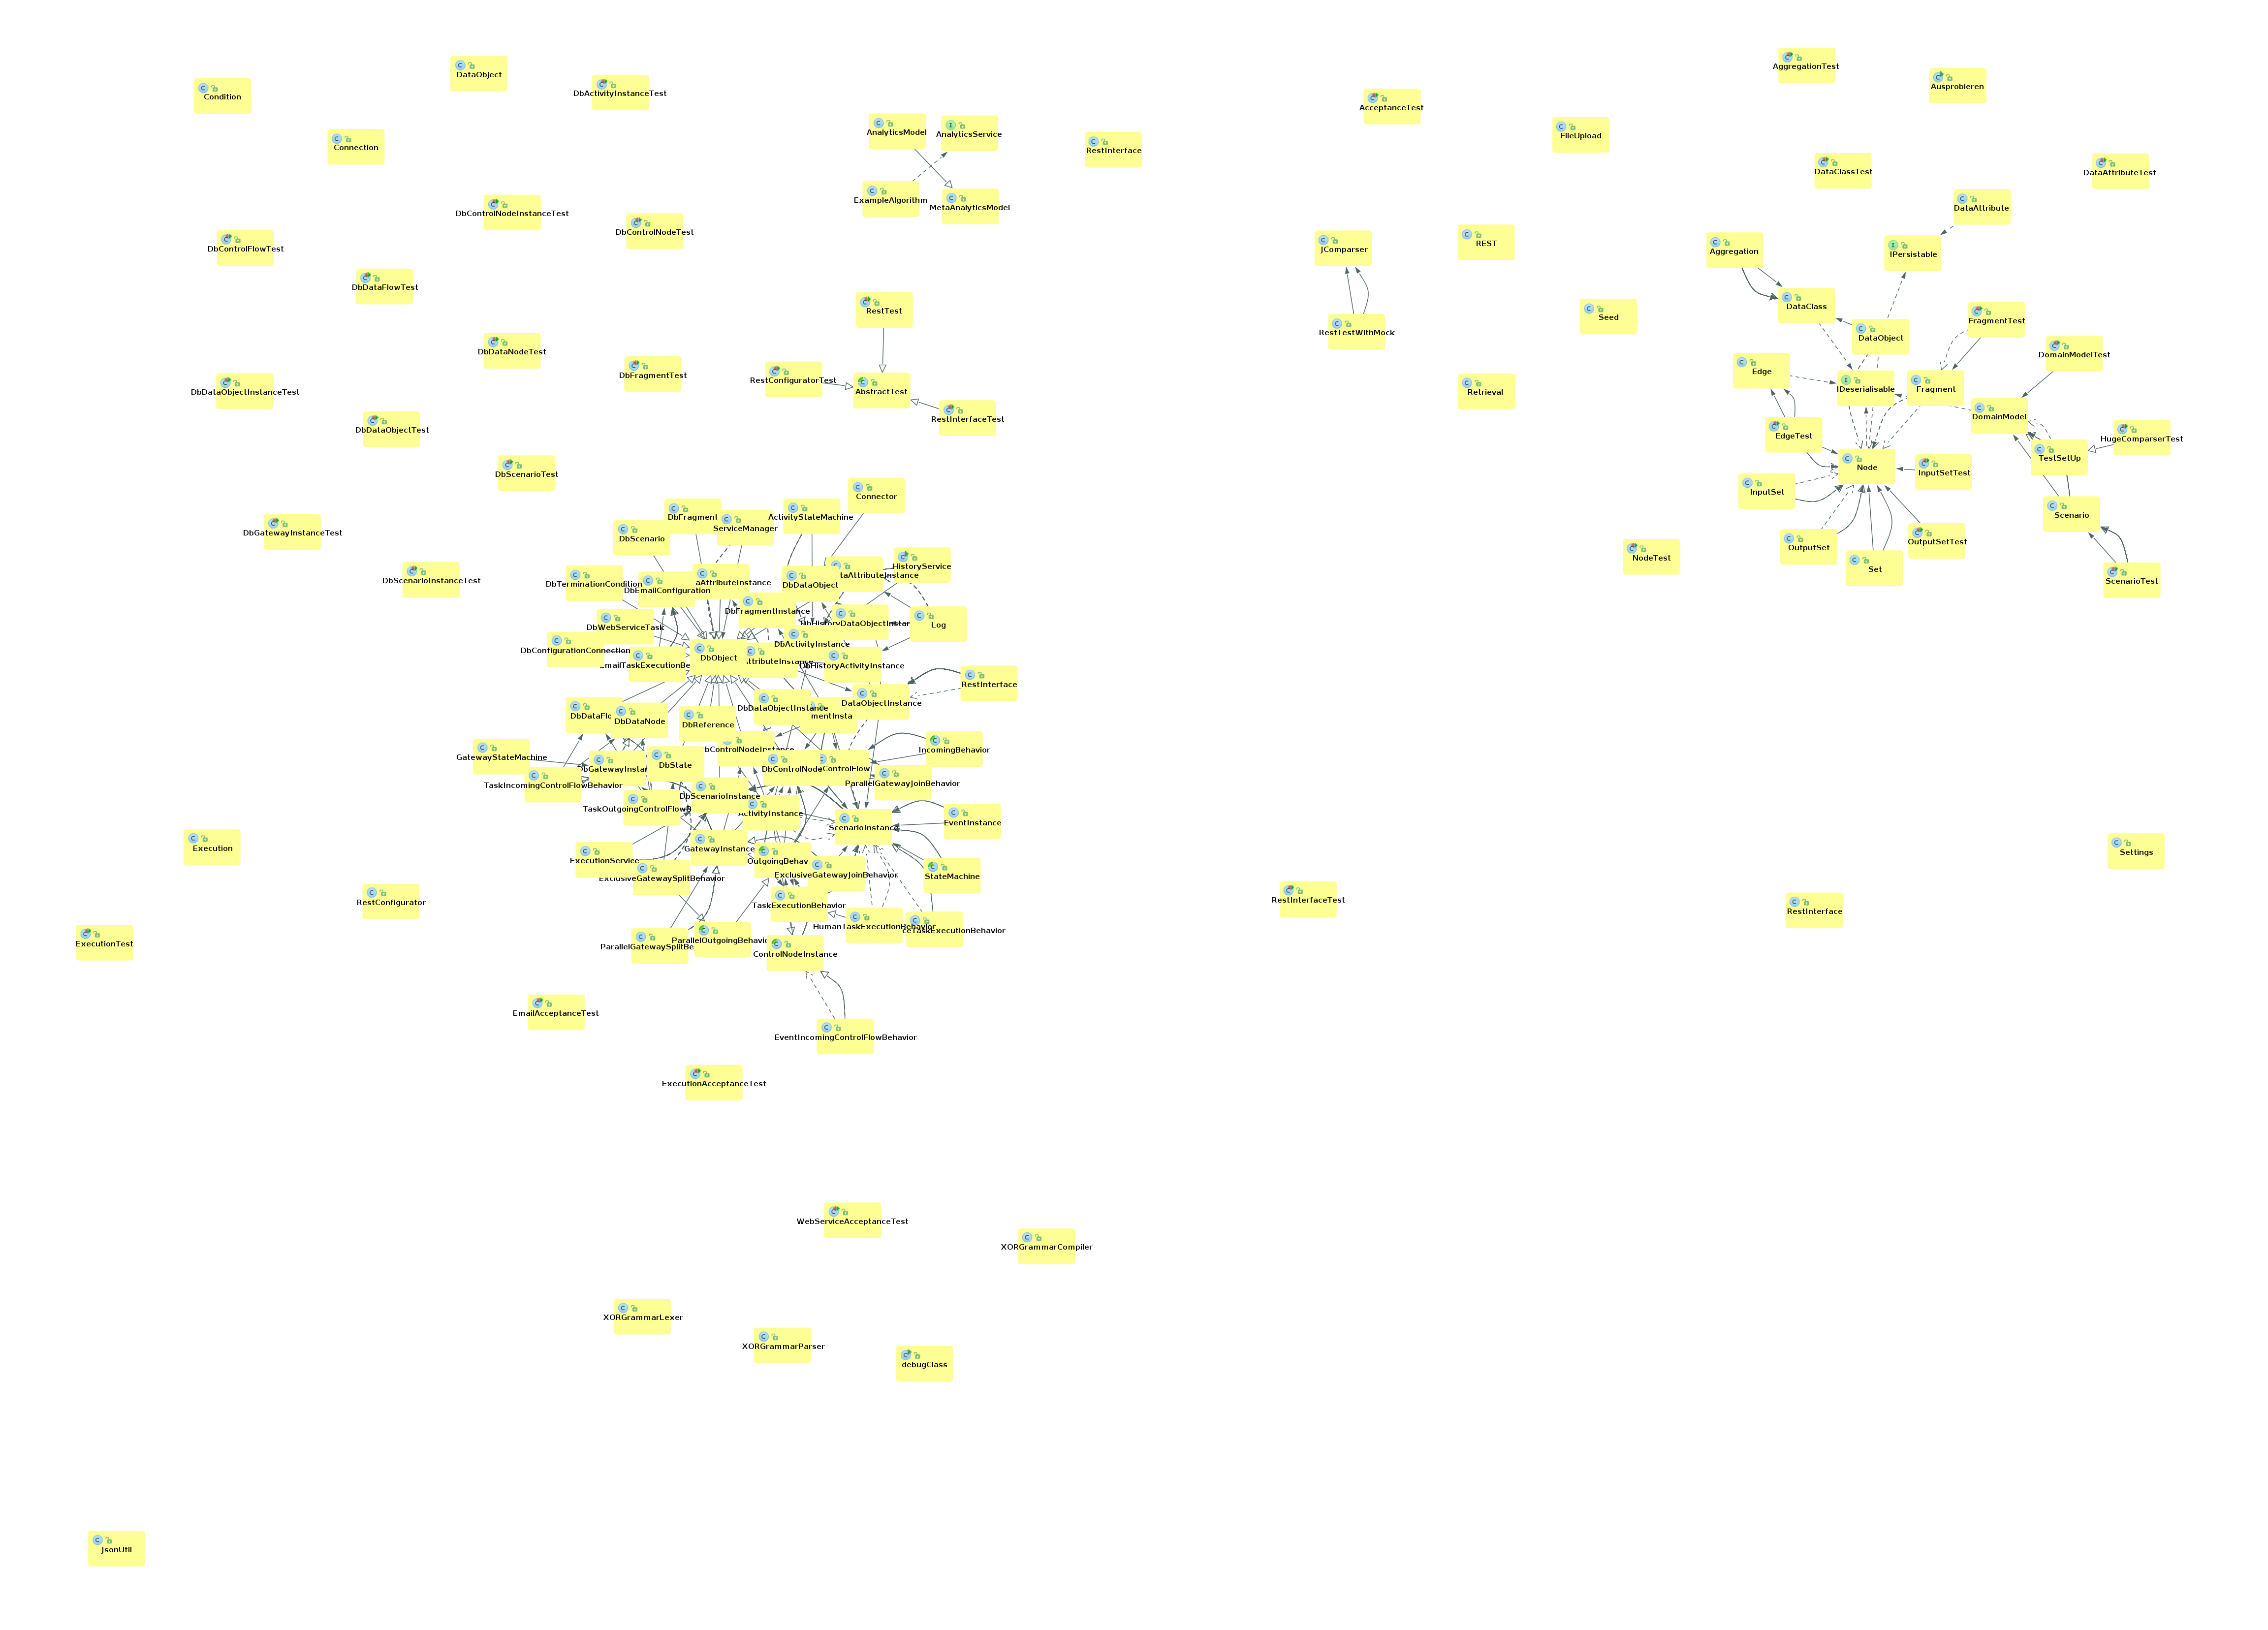 AggregationTest
DataObject
Ausprobieren
DbActivityInstanceTest
Condition
AcceptanceTest
AnalyticsModel
AnalyticsService
FileUpload
Connection
RestInterface
DataClassTest
DataAttributeTest
ExampleAlgorithm
MetaAnalyticsModel
DataAttribute
DbControlNodeInstanceTest
DbControlNodeTest
REST
DbControlFlowTest
JComparser
Aggregation
IPersistable
DbDataFlowTest
DataClass
RestTest
Seed
FragmentTest
RestTestWithMock
DataObject
DbDataNodeTest
DomainModelTest
Edge
DbFragmentTest
RestConfiguratorTest
AbstractTest
IDeserialisable
Fragment
DbDataObjectInstanceTest
Retrieval
RestInterfaceTest
DomainModel
DbDataObjectTest
EdgeTest
HugeComparserTest
TestSetUp
Node
InputSetTest
DbScenarioTest
InputSet
Connector
Scenario
DbFragment
ActivityStateMachine
ServiceManager
DbGatewayInstanceTest
DbScenario
OutputSet
OutputSetTest
NodeTest
HistoryService
Set
taAttributeInstance
DbScenarioInstanceTest
ScenarioTest
DbTerminationCondition
aAttributeInstance
DbDataObject
DbEmailConfiguration
DbFragmentInstance
DbWebServiceTask
DataObjectInstan
Log
DbActivityInstance
DbConfigurationConnection
DbObject
EmailTaskExecutionBe
AttributeInstance
DbHistoryActivityInstance
RestInterface
DataObjectInstance
DbDataObjectInstance
mentInsta
DbDataFlo
DbDataNode
DbReference
bControlNodeInstance
IncomingBehavior
GatewayStateMachine
DbState
DbControlNode
ControlFlow
bGatewayInstan
TaskIncomingControlFlowBehavior
ParallelGatewayJoinBehavior
DbScenarioInstance
TaskOutgoingControlFlowB
ActivityInstance
ScenarioInstance
EventInstance
Execution
GatewayInstance
Settings
ExecutionService
OutgoingBehav
ExclusiveGatewayJoinBehavior
StateMachine
ExclusiveGatewaySplitBehavior
RestConfigurator
RestInterfaceTest
TaskExecutionBehavior
RestInterface
HumanTaskExecutionBehavior
ceTaskExecutionBehavior
ExecutionTest
ParallelGatewaySplitBe
ParallelOutgoingBehavio
ControlNodeInstance
EmailAcceptanceTest
EventIncomingControlFlowBehavior
ExecutionAcceptanceTest
WebServiceAcceptanceTest
XORGrammarCompiler
XORGrammarLexer
XORGrammarParser
debugClass
JsonUtil